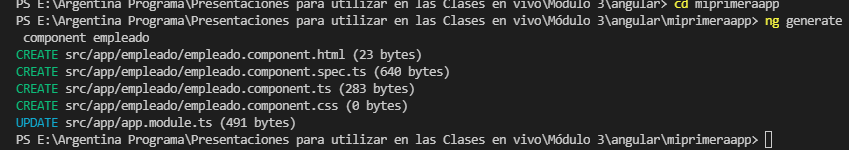 PS E:\Argentina Programa\Presentaciones para utilizar en las Clases en vivo\Módulo 3\angular> cd miprimeraapp
PS E:\Argentina Programa\Presentaciones para utilizar en las Clases en vivo\Módulo 3\angular\miprimeraapp> ng generate
component empleado
CREATE src/app/empleado/empleado.component.html (23 bytes)
CREATE src/app/empleado/empleado.component.spec.ts (640 bytes)
CREATE src/app/empleado/empleado.component.ts (283 bytes)
CREATE src/app/empleado/empleado.component.css (0 bytes)
UPDATE src/app/app.module.ts (491 bytes)
PS E:\Argentina Programa\Presentaciones para utilizar en las Clases en vivo\Módulo 3\angular\miprimeraapp>